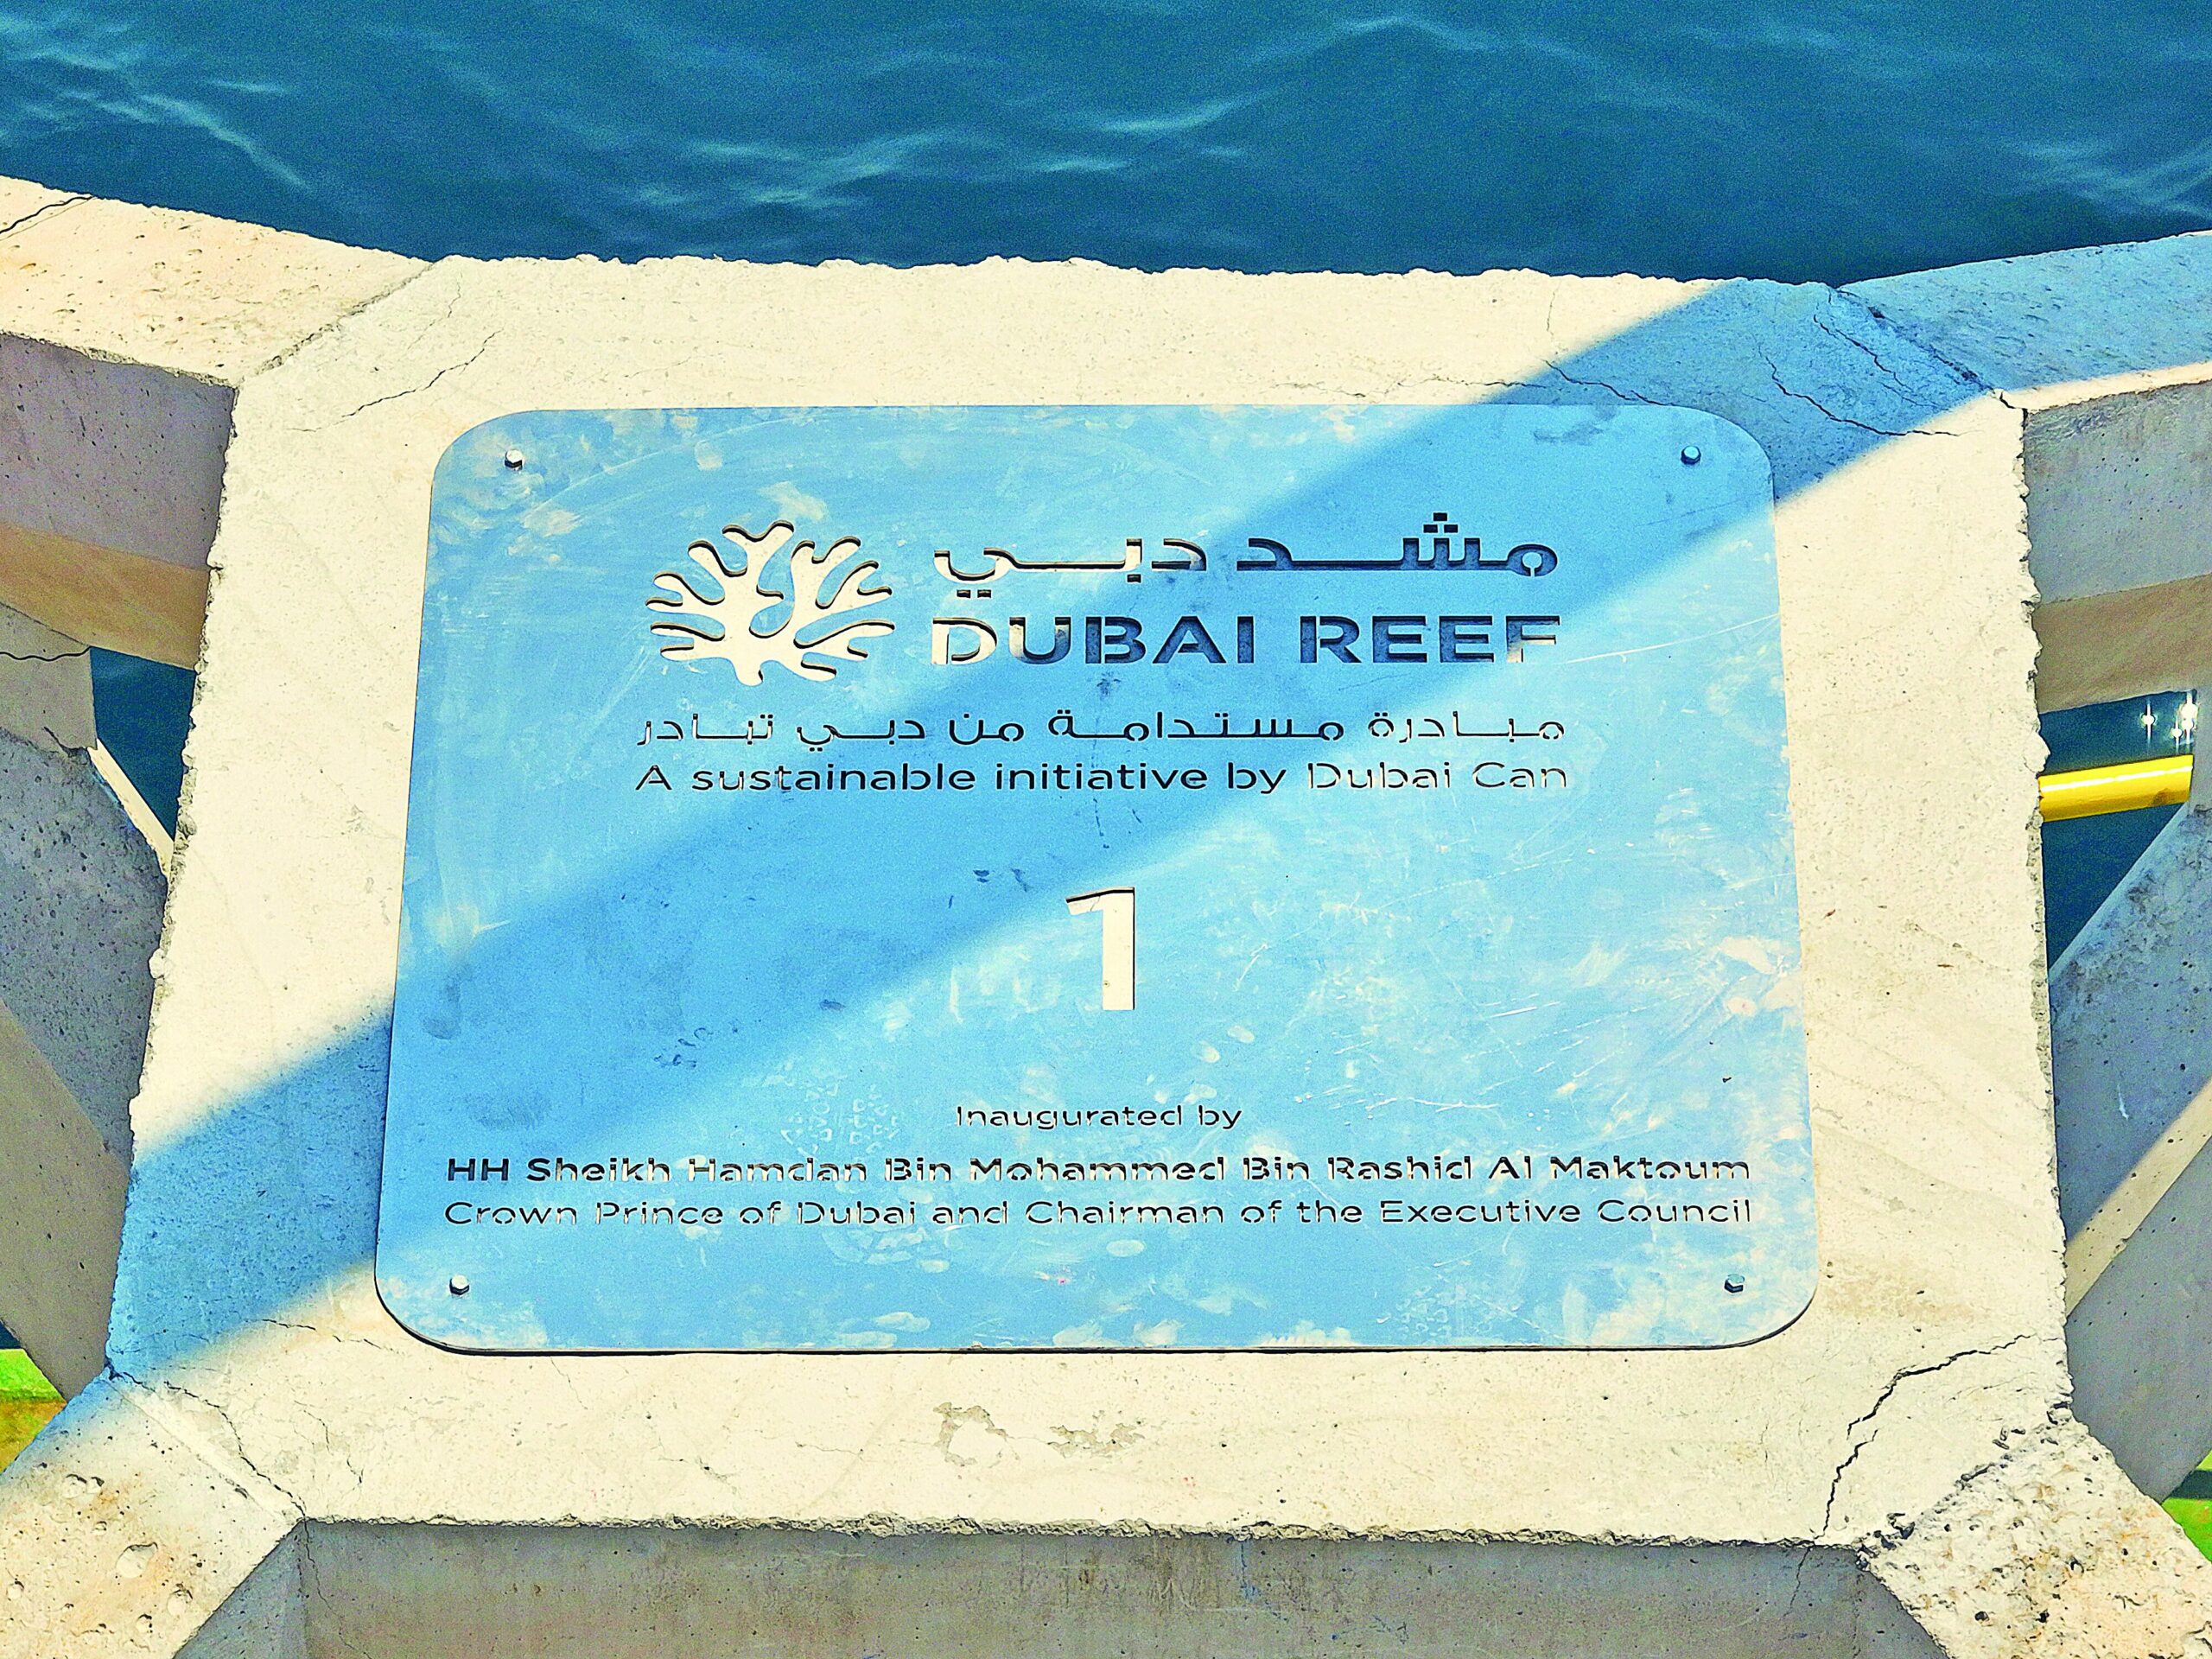 مشد دبي
DUBAI REEF
مبادرة مستدامة من دبي تبادر
A sustainable initiative by Dubai Can
1
Inaugurated by
HH Sheikh Hamdan Bin Mohammed Bin Rashid Al Maktoum
Crown Prince of Dubai and Chairman of the Executive Council